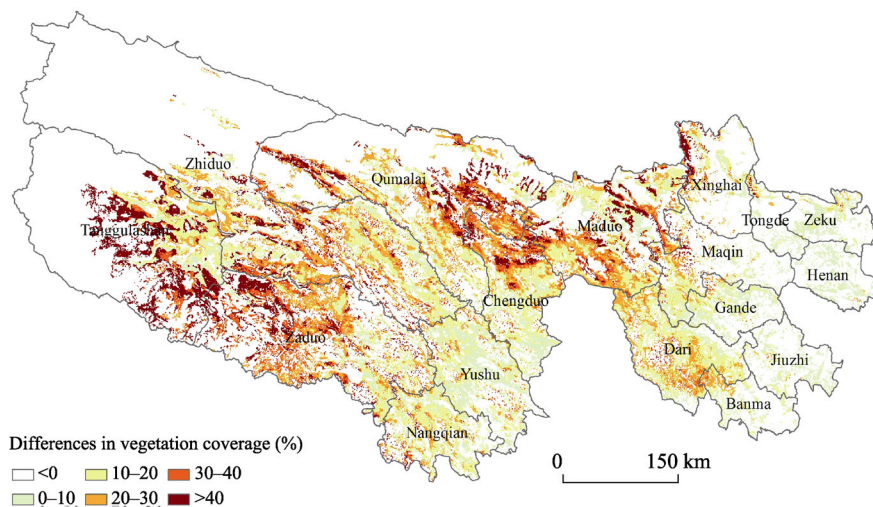 Zhiduo
Qumalai
Xinghai
Tanggulashan
Maduo
Tongde
Zeku
Maqin
Henan
Chengduo
Gande
Zaduo
Dari
Jiuzhi
Yushu
Banma
Nangqian
Differences in vegetation coverage (%)
<0 10–20 30–40
0–10 20–30 >40
0 150 km